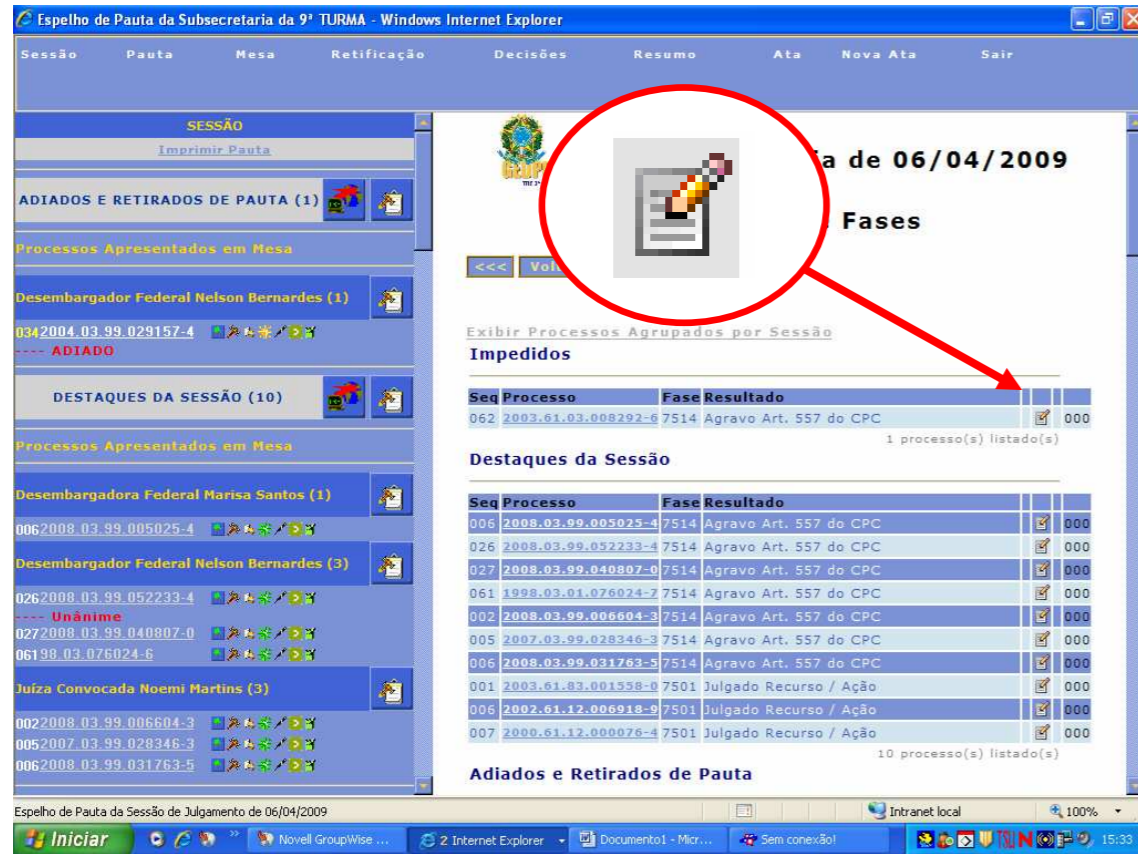 Espelho de Pauta da Subsecretaria da 9ª TURMA - Windows Internet Explorer
Sessão Pauta Mesa Retificação Decisões Resumo Ata Nova Ata Sair
SESSÃO
Imprimir Pauta
ADIADOS E RETIRADOS DE PAUTA (1)
Processos Apresentados em Mesa
Desembargador Federal Nelson Bernardes (1)
0342004.03.99.029157-4
---- ADIADO
DESTAQUES DA SESSÃO (10)
Processos Apresentados em Mesa
Desembargadora Federal Marisa Santos (1)
0062008.03.99.005025-4
Desembargador Federal Nelson Bernardes (3)
0262008.03.99.052233-4
---- Unânime
0272008.03.99.040807-0
06198.03.076024-6
Juíza Convocada Noemi Martins (3)
0022008.03.99.006604-3
0052007.03.99.028346-3
0062008.03.99.031763-5
de 06/04/2009
Fases
<<<
Exibir Processos Agrupados por Sessão
Impedidos
Seq Processo Fase Resultado
062 2003.61.03.008292-6 7514 Agravo Art. 557 do CPC 000
1 processo(s) listado(s)
Destaques da Sessão
Seq Processo Fase Resultado
006 2008.03.99.005025-4 7514 Agravo Art. 557 do CPC 000
026 2008.03.99.052233-4 7514 Agravo Art. 557 do CPC 000
027 2008.03.99.040807-0 7514 Agravo Art. 557 do CPC 000
061 1998.03.01.076024-7 7514 Agravo Art. 557 do CPC 000
002 2008.03.99.006604-3 7514 Agravo Art. 557 do CPC 000
005 2007.03.99.028346-3 7514 Agravo Art. 557 do CPC 000
006 2008.03.99.031763-5 7514 Agravo Art. 557 do CPC 000
001 2003.61.83.001558-0 7501 Julgado Recurso / Ação 000
006 2002.61.12.006918-9 7501 Julgado Recurso / Ação 000
007 2000.61.12.000076-4 7501 Julgado Recurso / Ação 000
10 processo(s) listado(s)
Adiados e Retirados de Pauta
Espelho de Pauta da Sessão de Julgamento de 06/04/2009 Intranet local 100%
Iniciar Novell GroupWise ... 2 Internet Explorer Documento1 - Micr... Sem conexão! 15:33